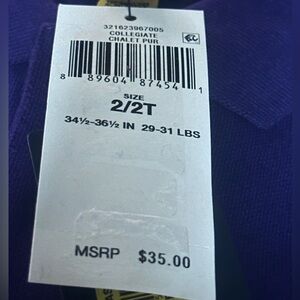 321623967005
COLLEGIATE
CHALET PUR
8 89604 87454 1
SIZE
2/2T
34½-36½ IN 29-31 LBS
MSRP $35.00